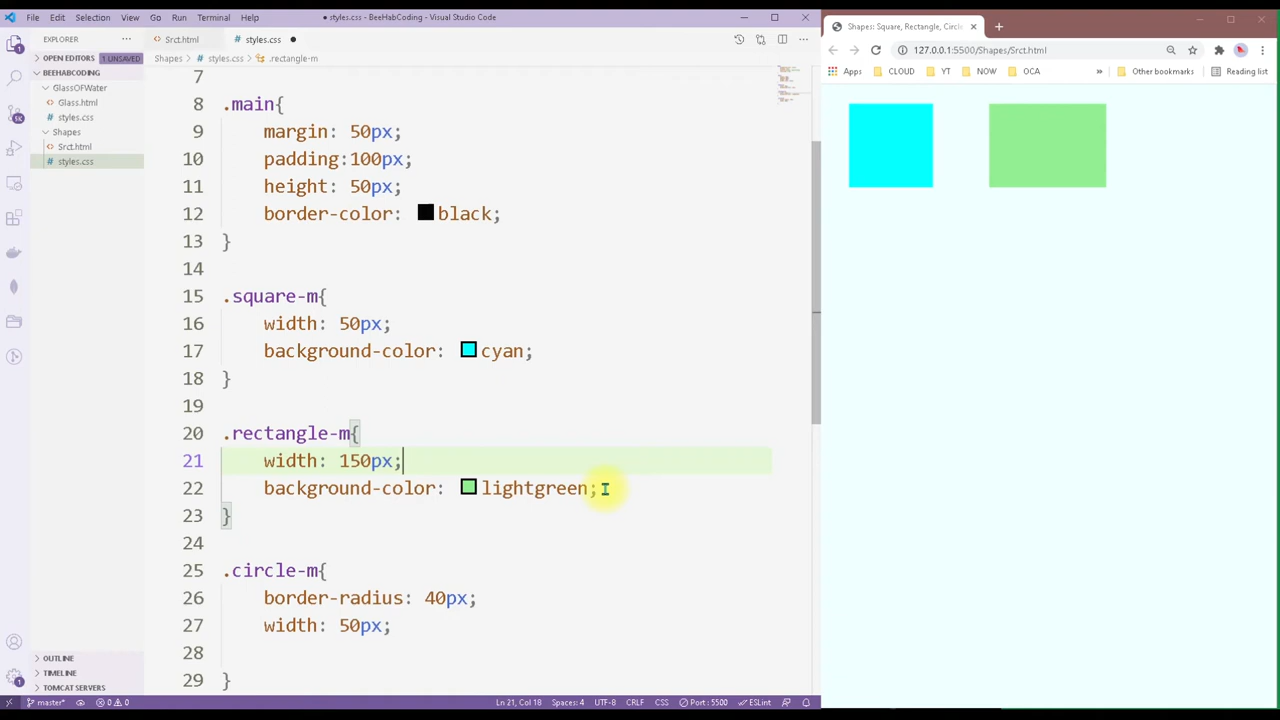 File Edit Selection View Go Run Terminal Help
● styles.css - BeeHabCoding - Visual Studio Code
EXPLORER
OPEN EDITORS 1 UNSAVED
BEEHABCODING
GlassOFWater
Glass.html
styles.css
Shapes
Srct.html
styles.css
OUTLINE
TIMELINE
TOMCAT SERVERS
Srct.html styles.css
Shapes > styles.css > .rectangle-m
7
8 .main{
9 margin: 50px;
10 padding:100px;
11 height: 50px;
12 border-color: black;
13 }
14
15 .square-m{
16 width: 50px;
17 background-color: cyan;
18 }
19
20 .rectangle-m{
21 width: 150px;
22 background-color: lightgreen;
23 }
24
25 .circle-m{
26 border-radius: 40px;
27 width: 50px;
28
29 }
master* 0 0 Ln 21, Col 18 Spaces: 4 UTF-8 CRLF CSS Port : 5500 ESLint
Shapes: Square, Rectangle, Circl
127.0.0.1:5500/Shapes/Srct.html
Apps CLOUD YT NOW OCA » Other bookmarks Reading list